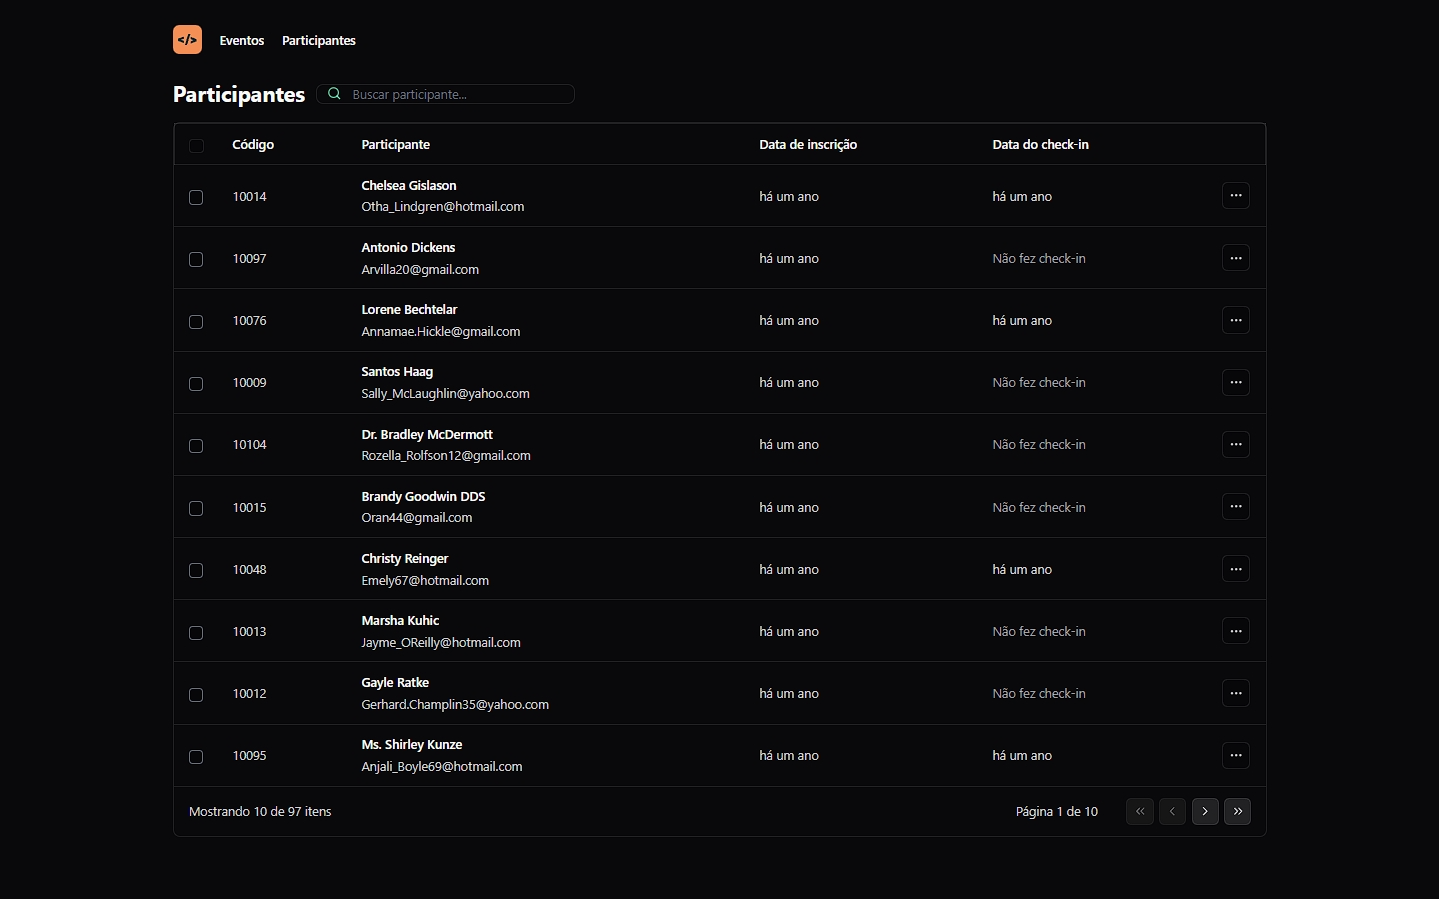 </>
Eventos Participantes
Participantes Buscar participante...
Código Participante Data de inscrição Data do check-in
Chelsea Gislason
10014 há um ano há um ano
Otha_Lindgren@hotmail.com
Antonio Dickens
10097 há um ano Não fez check-in
Arvilla20@gmail.com
Lorene Bechtelar
10076 há um ano há um ano
Annamae.Hickle@gmail.com
Santos Haag
10009 há um ano Não fez check-in
Sally_McLaughlin@yahoo.com
Dr. Bradley McDermott
10104 há um ano Não fez check-in
Rozella_Rolfson12@gmail.com
Brandy Goodwin DDS
10015 há um ano Não fez check-in
Oran44@gmail.com
Christy Reinger
10048 há um ano há um ano
Emely67@hotmail.com
Marsha Kuhic
10013 há um ano Não fez check-in
Jayme_OReilly@hotmail.com
Gayle Ratke
10012 há um ano Não fez check-in
Gerhard.Champlin35@yahoo.com
Ms. Shirley Kunze
10095 há um ano há um ano
Anjali_Boyle69@hotmail.com
Mostrando 10 de 97 itens Página 1 de 10